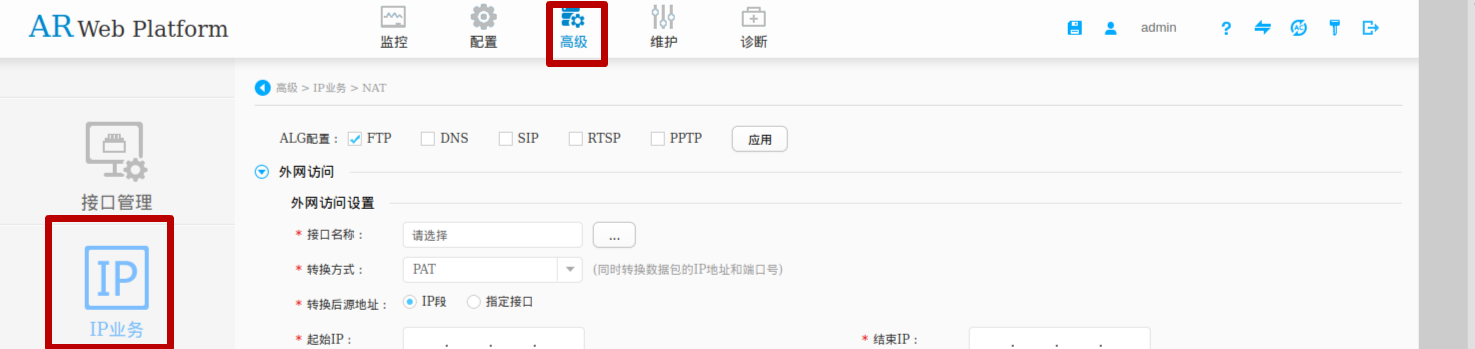 AR Web Platform
监控 配置 高级 维护 诊断 admin ?
高级 > IP业务 > NAT
ALG配置： FTP DNS SIP RTSP PPTP 应用
外网访问
接口管理
外网访问设置
* 接口名称： 请选择 ...
* 转换方式： PAT (同时转换数据包的IP地址和端口号)
* 转换后源地址： IP段 指定接口
IP
IP业务
* 起始IP： . . . * 结束IP： . . .